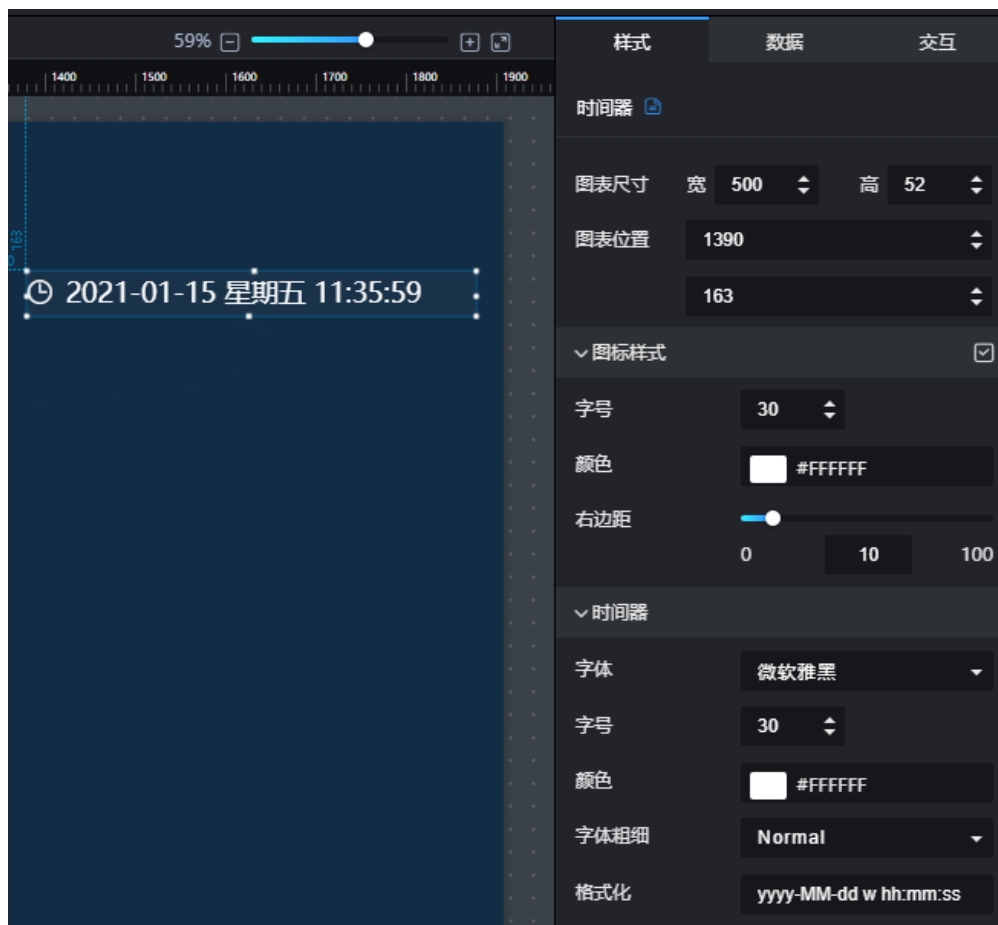 59%
样式 数据 交互
1400 1500 1600 1700 1800 1900
时间器
图表尺寸 宽 500 高 52
图表位置 1390
163
163
2021-01-15 星期五 11:35:59
图标样式
字号 30
颜色 #FFFFFF
右边距
0 10 100
时间器
字体 微软雅黑
字号 30
颜色 #FFFFFF
字体粗细 Normal
格式化 yyyy-MM-dd w hh:mm:ss